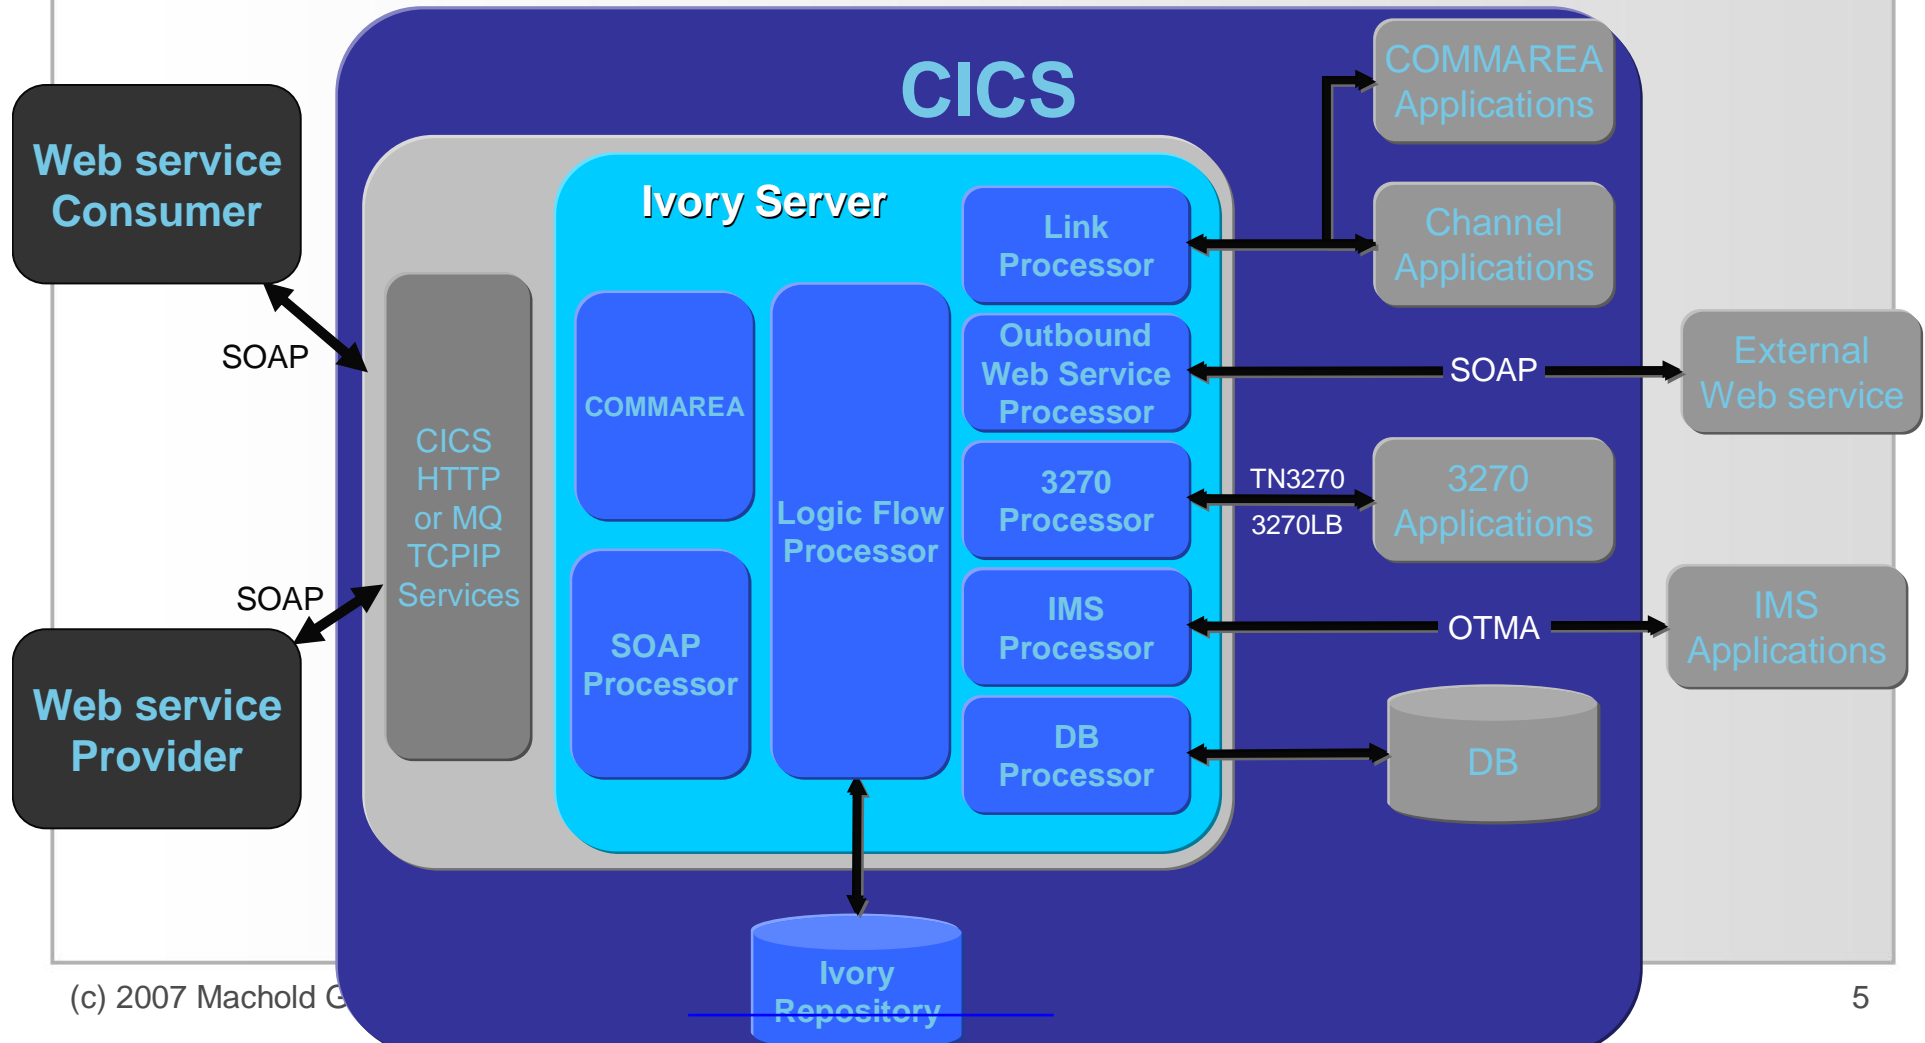 CICS
COMMAREA
Applications
Web service
Consumer
Ivory Server
Link
Processor
Channel
Applications
SOAP
Outbound
Web Service
Processor
SOAP
External
Web service
COMMAREA
CICS
HTTP
or MQ
TCPIP
Services
Logic Flow
Processor
3270
Processor
TN3270
3270LB
3270
Applications
SOAP
SOAP
Processor
IMS
Processor
OTMA
IMS
Applications
Web service
Provider
DB
Processor
DB
Ivory
Repository
(c) 2007 Machold
5